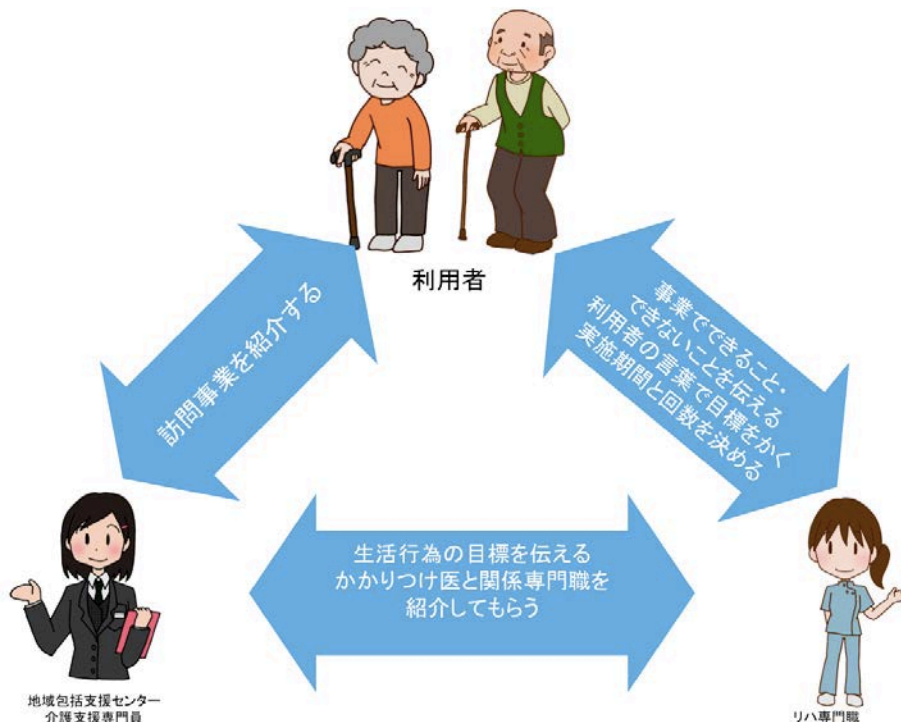 利用者
訪問事業を紹介する
事業でできること・
できないことを伝える
利用者の言葉で目標をかく
実施期間と回数を決める
生活行為の目標を伝える
かかりつけ医と関係専門職を
紹介してもらう
地域包括支援センター
介護支援専門員
リハ専門職